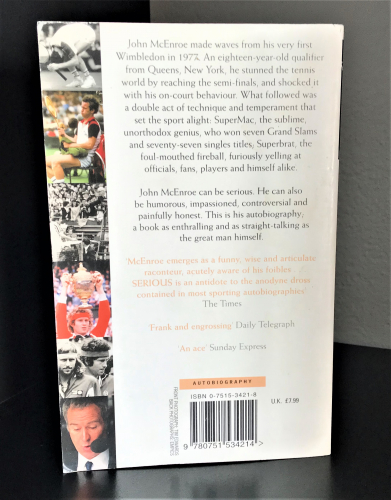 John McEnroe made waves from his very first
Wimbledon in 1977. An eighteen-year-old qualifier
from Queens, New York, he stunned the tennis
world by reaching the semi-finals, and shocked it
with his on-court behaviour. What followed was
a double act of technique and temperament that
set the sport alight: SuperMac, the sublime,
unorthodox genius, who won seven Grand Slams
and seventy-seven singles titles; Superbrat, the
foul-mouthed fireball, furiously yelling at
officials, fans, players and himself alike.
John McEnroe can be serious. He can also
be humorous, impassioned, controversial and
painfully honest. This is his autobiography;
a book as enthralling and as straight-talking as
the great man himself.
'McEnroe emerges as a funny, wise and articulate
raconteur, acutely aware of his foibles
SERIOUS is an antidote to the anodyne dross
contained in most sporting autobiographies'
The Times
Frank and engrossing' Daily Telegraph
'An ace' Sunday Express
AUTOBIOGRAPHY
ISBN 0-7515-3421-8
U.K. £7.99
9 780751 534214 >